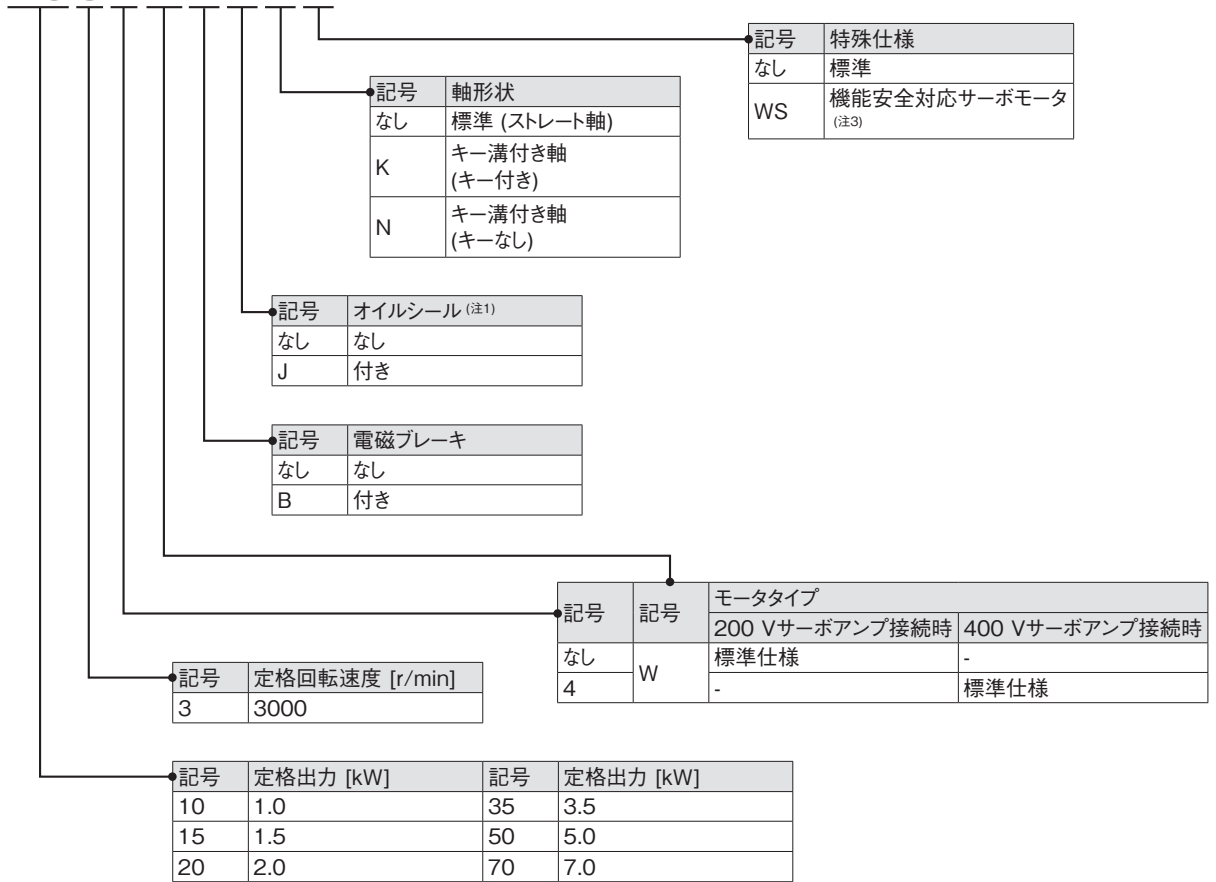 記号 特殊仕様
なし 標準
WS 機能安全対応サーボモータ
(注3)
記号 軸形状
なし 標準 (ストレート軸)
K キー溝付き軸
(キー付き)
N キー溝付き軸
(キーなし)
記号 オイルシール (注1)
なし なし
J 付き
記号 電磁ブレーキ
なし なし
B 付き
記号 記号 モータタイプ
200 Vサーボアンプ接続時 400 Vサーボアンプ接続時
なし W 標準仕様 -
4 - 標準仕様
記号 定格回転速度 [r/min]
3 3000
記号 定格出力 [kW] 記号 定格出力 [kW]
10 1.0 35 3.5
15 1.5 50 5.0
20 2.0 70 7.0